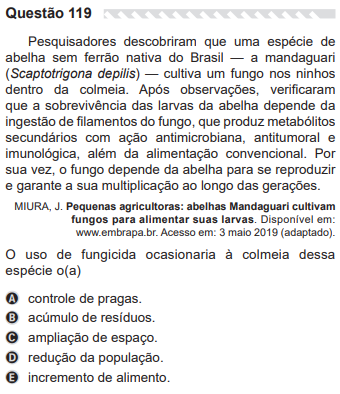 Questão 119
Pesquisadores descobriram que uma espécie de
abelha sem ferrão nativa do Brasil — a mandaguari
(Scaptotrigona depilis) — cultiva um fungo nos ninhos
dentro da colmeia. Após observações, verificaram
que a sobrevivência das larvas da abelha depende da
ingestão de filamentos do fungo, que produz metabólitos
secundários com ação antimicrobiana, antitumoral e
imunológica, além da alimentação convencional. Por
sua vez, o fungo depende da abelha para se reproduzir
e garante a sua multiplicação ao longo das gerações.
MIURA, J. Pequenas agricultoras: abelhas Mandaguari cultivam
fungos para alimentar suas larvas. Disponível em:
www.embrapa.br. Acesso em: 3 maio 2019 (adaptado).
O uso de fungicida ocasionaria à colmeia dessa
espécie o(a)
A controle de pragas.
B acúmulo de resíduos.
C ampliação de espaço.
D redução da população.
E incremento de alimento.